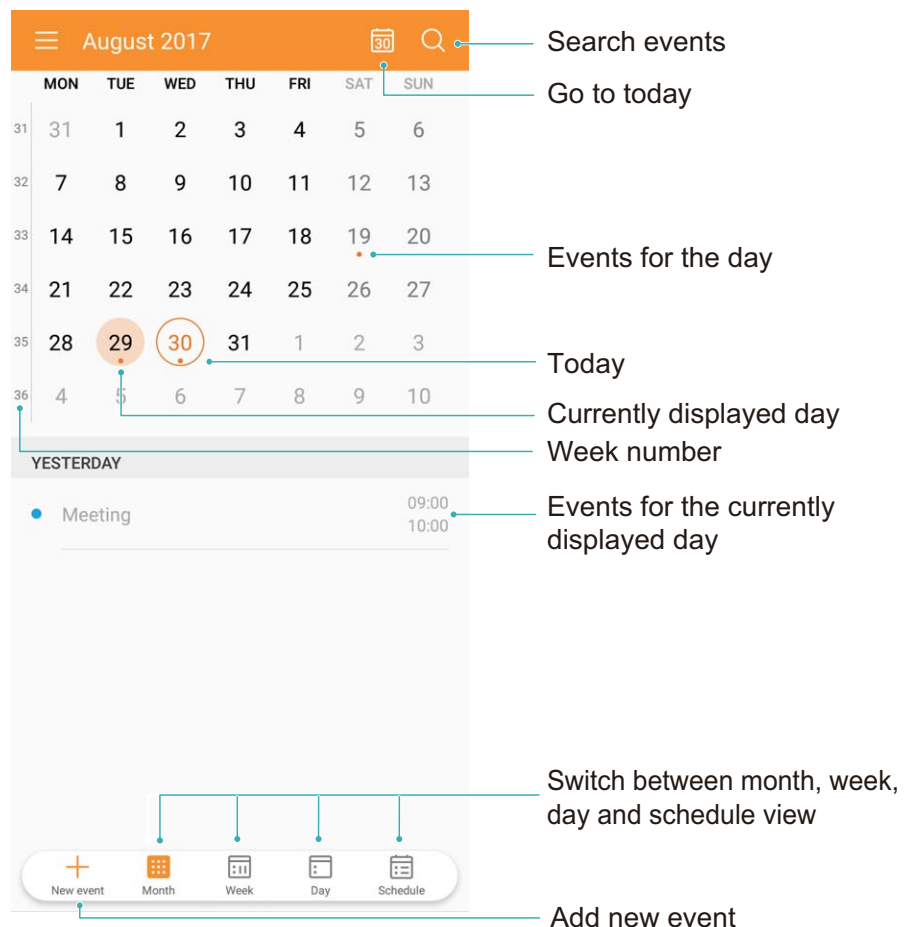 August 2017
30
Search events
Go to today
MON TUE WED THU FRI SAT SUN
31 31 1 2 3 4 5 6
32 7 8 9 10 11 12 13
33 14 15 16 17 18 19 20
Events for the day
34 21 22 23 24 25 26 27
35 28 29 30 31 1 2 3
Today
36 4 5 6 7 8 9 10
Currently displayed day
Week number
YESTERDAY
Meeting
09:00
10:00
Events for the currently
displayed day
Switch between month, week,
day and schedule view
New event Month Week Day Schedule
Add new event